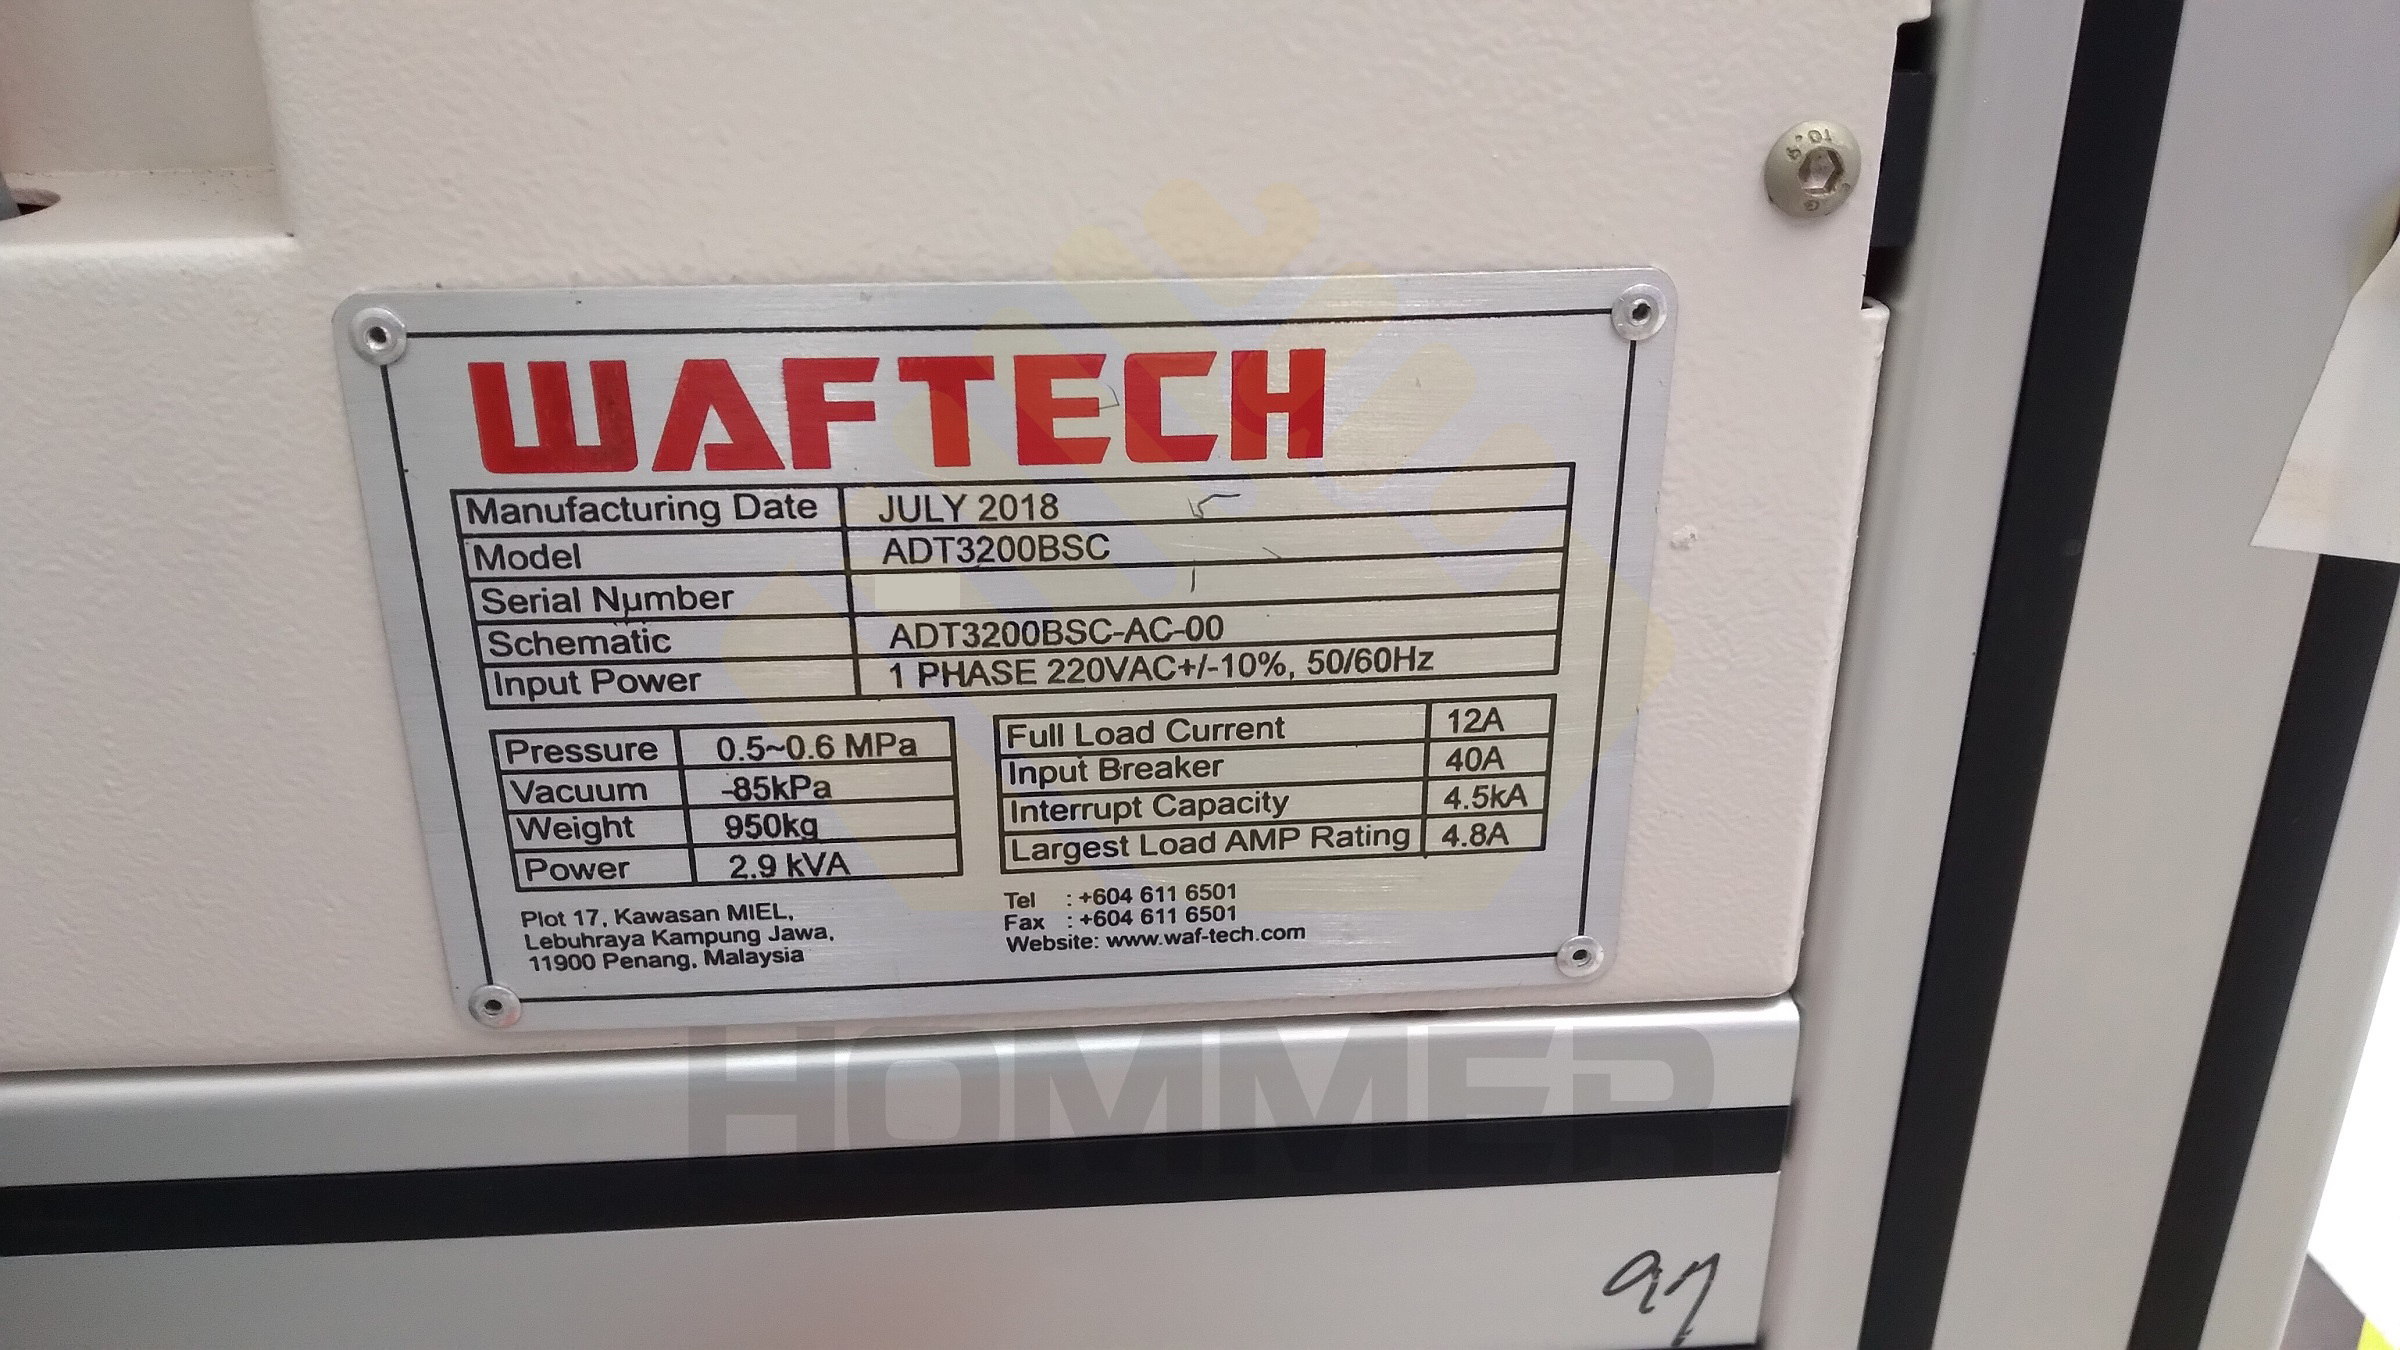 WAFTECH
Manufacturing Date JULY 2018
Model ADT3200BSC
Serial Number
Schematic ADT3200BSC-AC-00
Input Power 1 PHASE 220VAC+/-10%, 50/60Hz
Pressure 0.5~0.6 MPa
Vacuum -85kPa
Weight 950kg
Power 2.9 kVA
Full Load Current 12A
Input Breaker 40A
Interrupt Capacity 4.5kA
Largest Load AMP Rating 4.8A
Plot 17, Kawasan MIEL,
Lebuhraya Kampung Jawa,
11900 Penang, Malaysia
Tel : +604 611 6501
Fax : +604 611 6501
Website: www.waf-tech.com
HOMMER